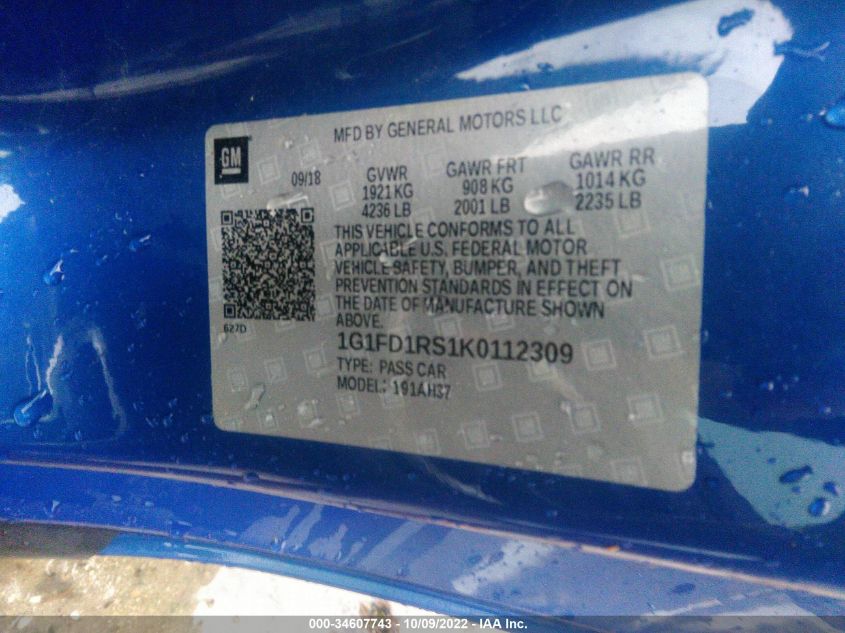 MFD BY GENERAL MOTORS LLC
GM
09/18
GVWR GAWR FRT GAWR RR
1921 KG 908 KG 1014 KG
4236 LB 2001 LB 2235 LB
THIS VEHICLE CONFORMS TO ALL
APPLICABLE U.S. FEDERAL MOTOR
VEHICLE SAFETY, BUMPER, AND THEFT
PREVENTION STANDARDS IN EFFECT ON
THE DATE OF MANUFACTURE SHOWN
ABOVE.
627D
1G1FD1RS1K0112309
TYPE: PASS CAR
MODEL: 191AH37
000-34607743 - 10/09/2022 - IAA Inc.